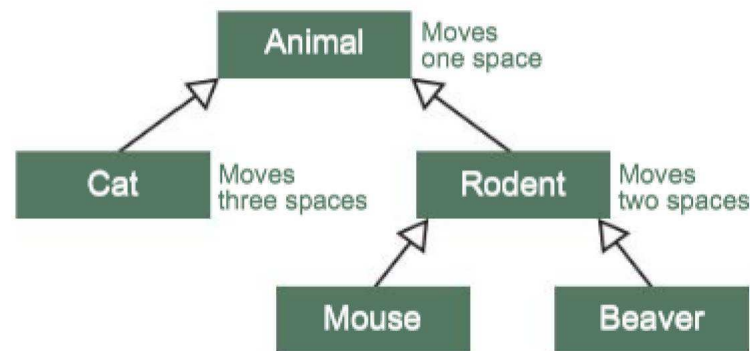 Animal
Moves
one space
Cat
Moves
three spaces
Rodent
Moves
two spaces
Mouse
Beaver